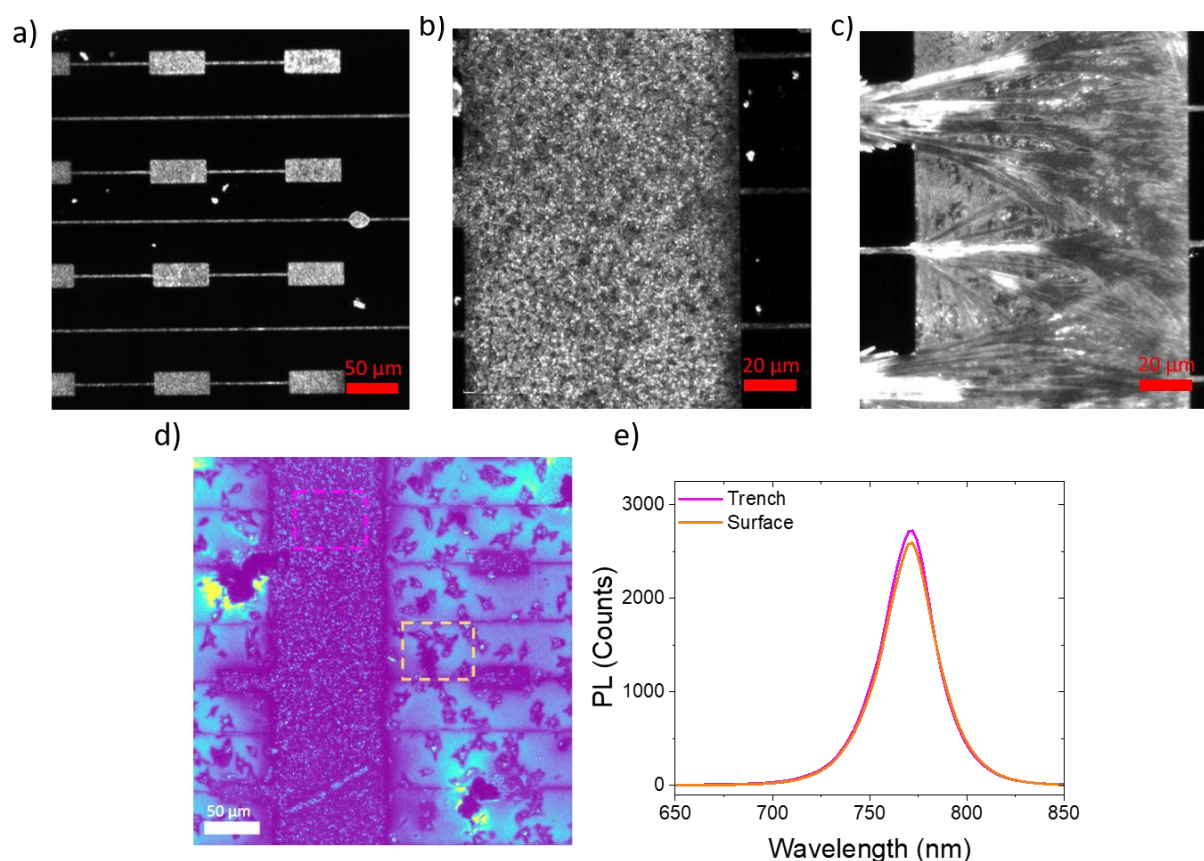 a)
50 µm
b)
20 µm
c)
20 µm
d)
50 µm
e)
Trench
Surface
3000
2000
1000
0
PL (Counts)
650 700 750 800 850
Wavelength (nm)